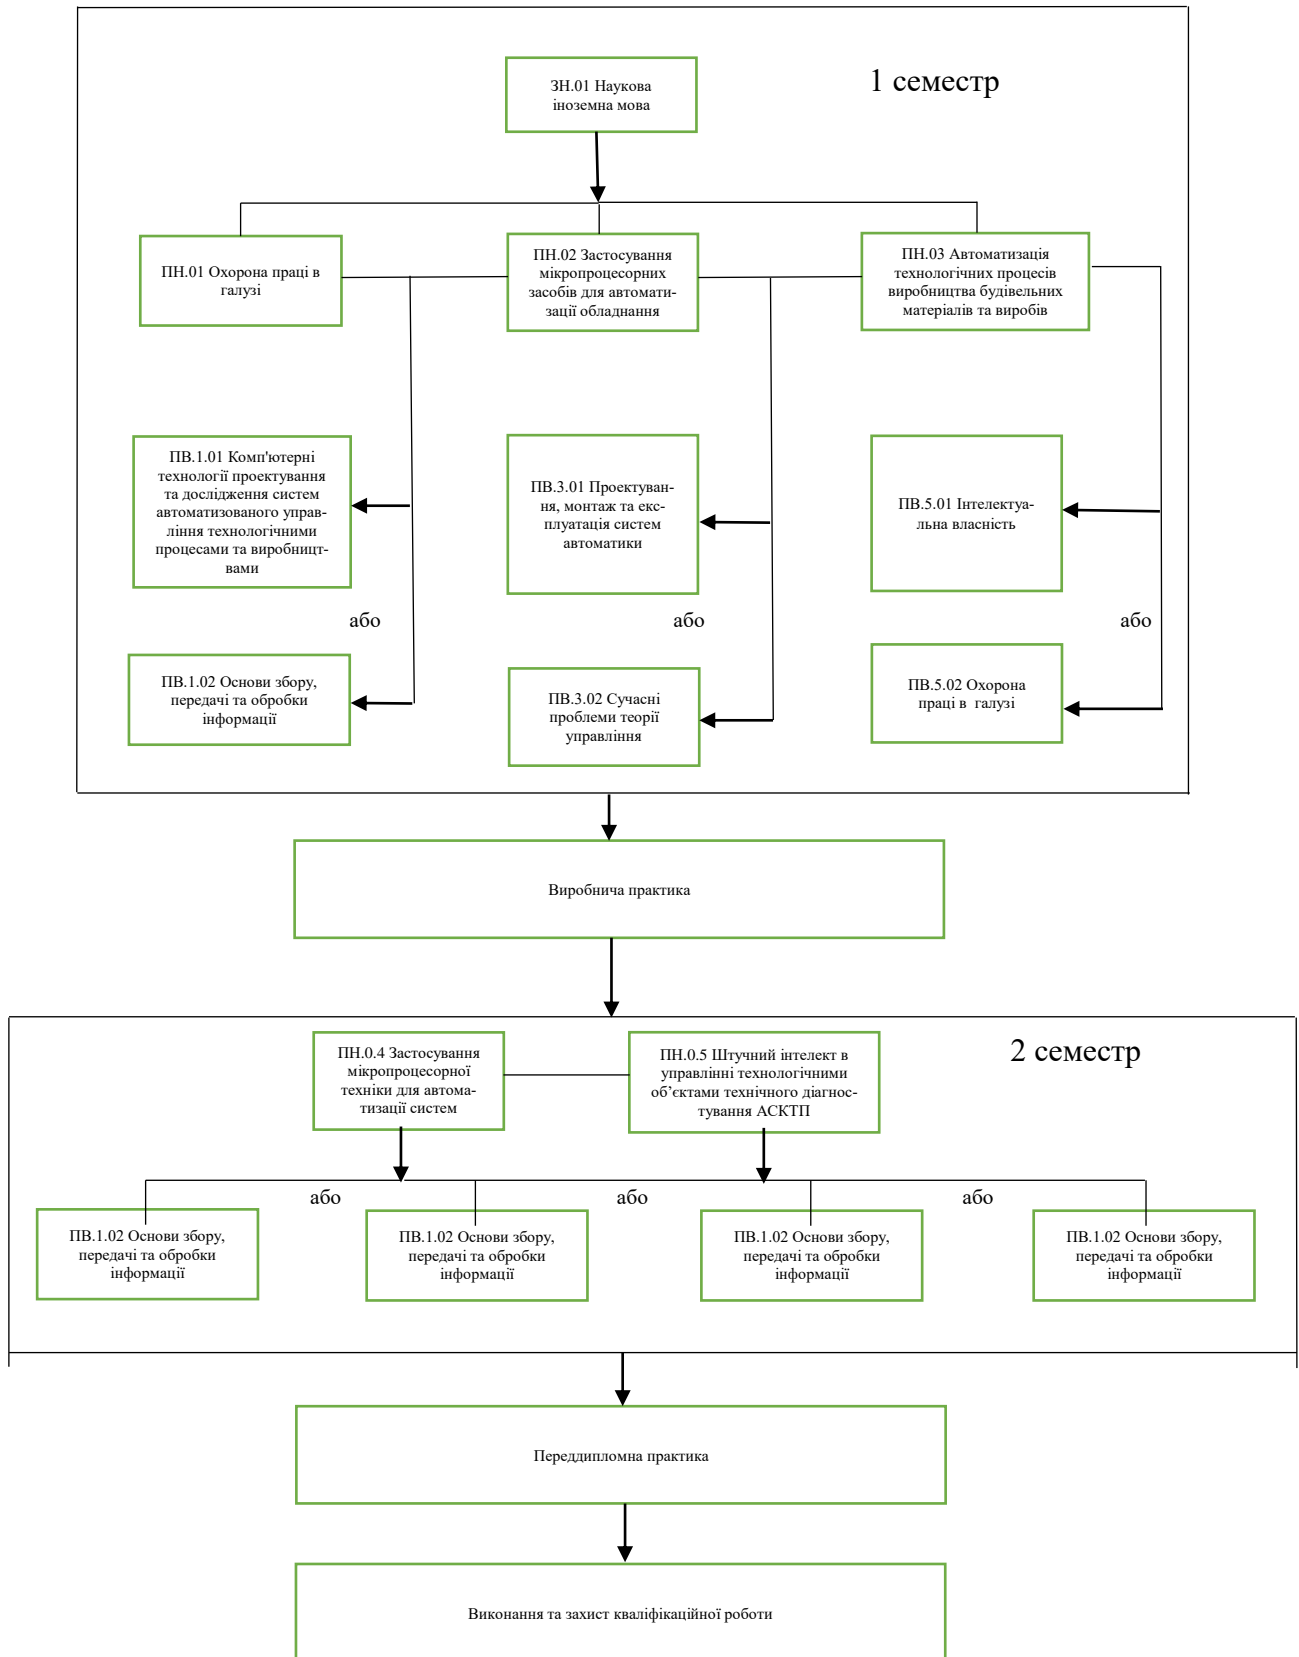 1 семестр
ЗН.01 Наукова
іноземна мова
ПН.01 Охорона праці в
галузі
ПН.02 Застосування
мікропроцесорних
засобів для автомати-
зації обладнання
ПН.03 Автоматизація
технологічних процесів
виробництва будівельних
матеріалів та виробів
ПВ.1.01 Комп'ютерні
технології проектування
та дослідження систем
автоматизованого управ-
ління технологічними
процесами та виробницт-
вами
ПВ.3.01 Проектуван-
ня, монтаж та екс-
плуатація систем
автоматики
ПВ.5.01 Інтелектуа-
льна власність
або
або
або
ПВ.1.02 Основи збору,
передачі та обробки
інформації
ПВ.3.02 Сучасні
проблеми теорії
управління
ПВ.5.02 Охорона
праці в  галузі
Виробнича практика
2 семестр
ПН.0.4 Застосування
мікропроцесорної
техніки для автома-
тизації систем
ПН.0.5 Штучний інтелект в
управлінні технологічними
об’єктами технічного діагнос-
тування АСКТП
або
або
або
ПВ.1.02 Основи збору,
передачі та обробки
інформації
ПВ.1.02 Основи збору,
передачі та обробки
інформації
ПВ.1.02 Основи збору,
передачі та обробки
інформації
ПВ.1.02 Основи збору,
передачі та обробки
інформації
Переддипломна практика
Виконання та захист кваліфікаційної роботи